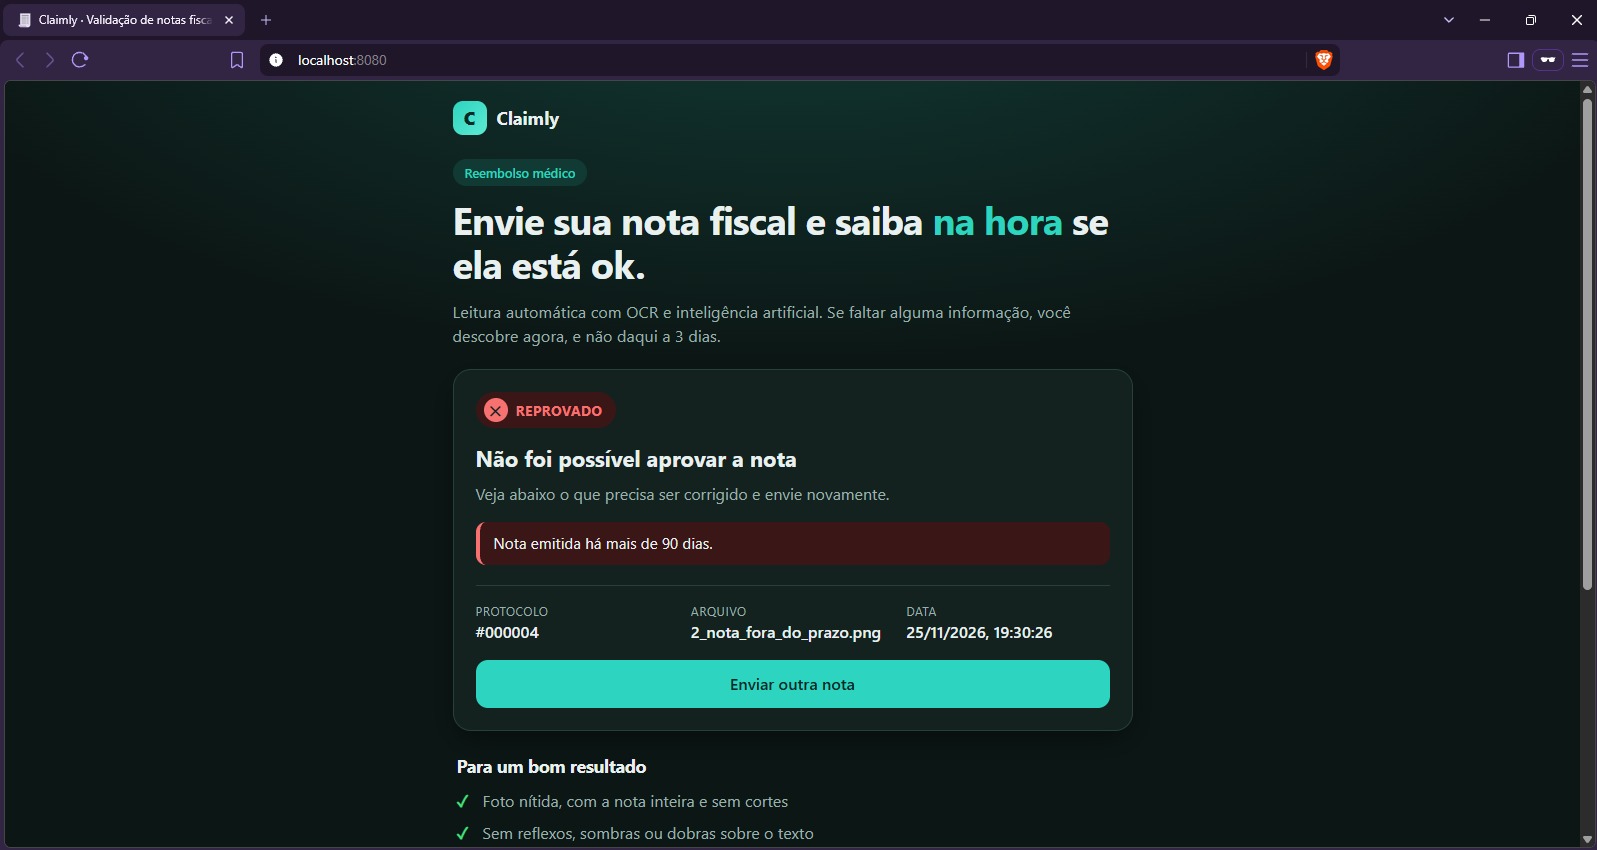 Claimly · Validação de notas fisca
localhost:8080
C Claimly
Reembolso médico
Envie sua nota fiscal e saiba na hora se
ela está ok.
Leitura automática com OCR e inteligência artificial. Se faltar alguma informação, você
descobre agora, e não daqui a 3 dias.
REPROVADO
Não foi possível aprovar a nota
Veja abaixo o que precisa ser corrigido e envie novamente.
Nota emitida há mais de 90 dias.
PROTOCOLO ARQUIVO DATA
#000004 2_nota_fora_do_prazo.png 25/11/2026, 19:30:26
Enviar outra nota
Para um bom resultado
Foto nítida, com a nota inteira e sem cortes
Sem reflexos, sombras ou dobras sobre o texto